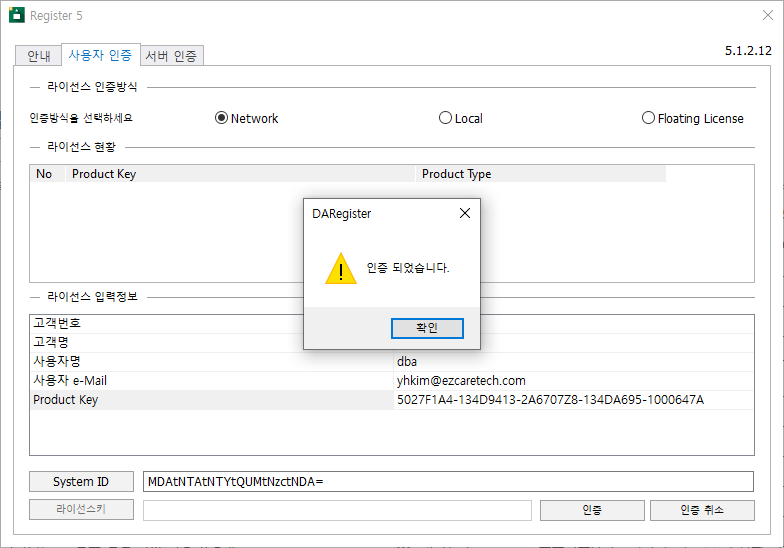 Register 5
안내 사용자 인증 서버 인증 5.1.2.12
라이선스 인증방식
인증방식을 선택하세요 Network Local Floating License
라이선스 현황
No Product Key Product Type
DARegister
인증 되었습니다.
확인
라이선스 입력정보
고객번호
고객명
사용자명 dba
사용자 e-Mail yhkim@ezcaretech.com
Product Key 5027F1A4-134D9413-2A6707Z8-134DA695-1000647A
System ID MDAtNTAtNTYtQUMtNzctNDA=
라이선스키 인증 인증 취소